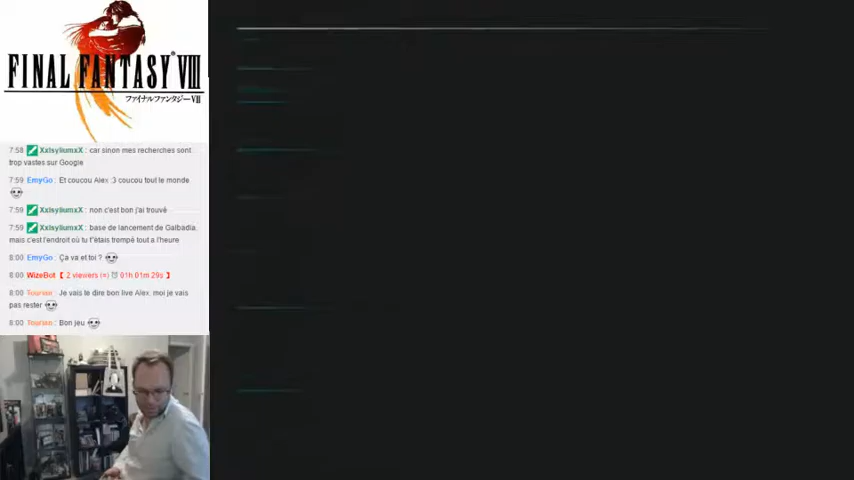 FINAL FANTASY VIII
ファイナルファンタジーVIII
7:58 XxlsyliumxX : car sinon mes recherches sont
trop vastes sur Google
7:59 EmyGo : Et coucou Alex :3 coucou tout le monde
7:59 XxlsyliumxX : non c'est bon j'ai trouvé
7:59 XxlsyliumxX : base de lancement de Galbadia,
mais c'est l'endroit où tu t'étais trompé tout a l'heure
8:00 EmyGo : Ça va et toi ?
8:00 WizeBot 【 2 viewers (=) 01h 01m 29s 】
8:00 Toursen : Je vais te dire bon live Alex, moi je vais
pas rester
8:00 Toursen : Bon jeu